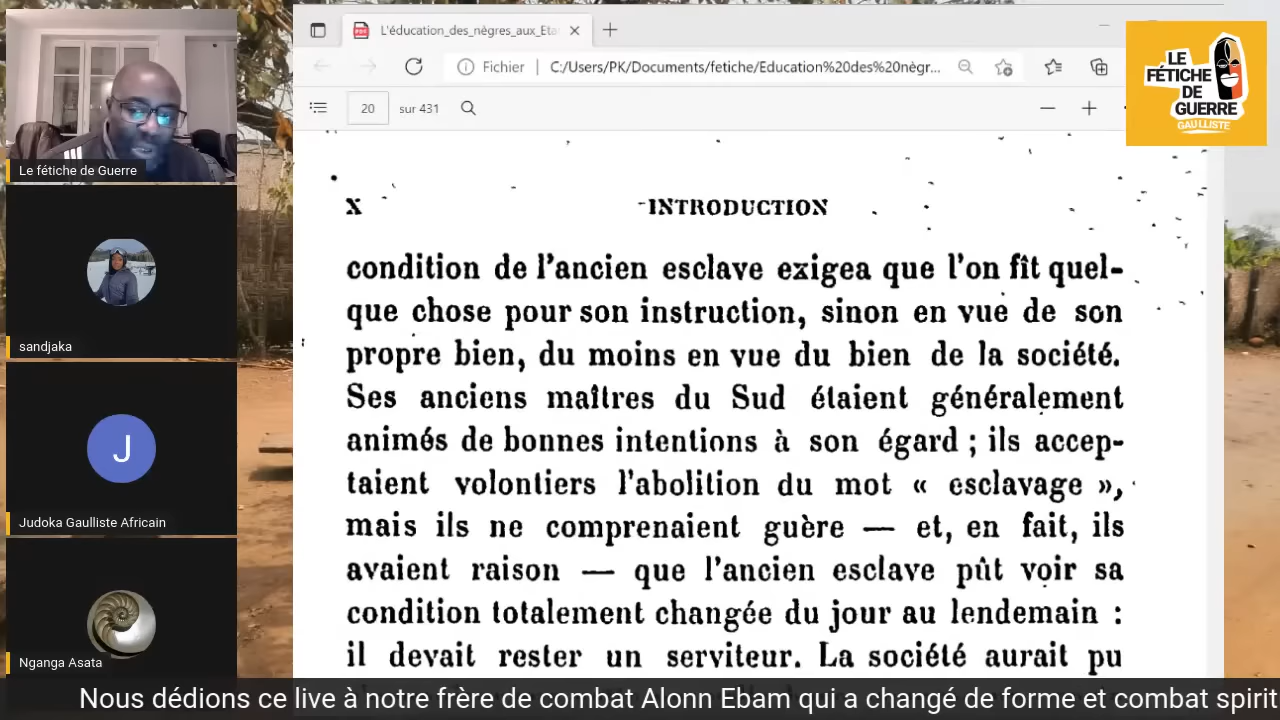 Le fétiche de Guerre
sandjaka
J
Judoka Gaulliste Africain
Nganga Asata
L'éducation_des_nègres_aux_Eta
Fichier
C:/Users/PK/Documents/fetiche/Education%20des%20nègr...
20 sur 431
LE
FÉTICHE
DE
GUERRE
GAULLISTE
X INTRODUCTION
condition de l'ancien esclave exigea que l'on fît quel-
que chose pour son instruction, sinon en vue de son
propre bien, du moins en vue du bien de la société.
Ses anciens maîtres du Sud étaient généralement
animés de bonnes intentions à son égard ; ils accep-
taient volontiers l'abolition du mot « esclavage »,
mais ils ne comprenaient guère — et, en fait, ils
avaient raison — que l'ancien esclave pût voir sa
condition totalement changée du jour au lendemain :
il devait rester un serviteur. La société aurait pu
Nous dédions ce live à notre frère de combat Alonn Ebam qui a changé de forme et combat spirit